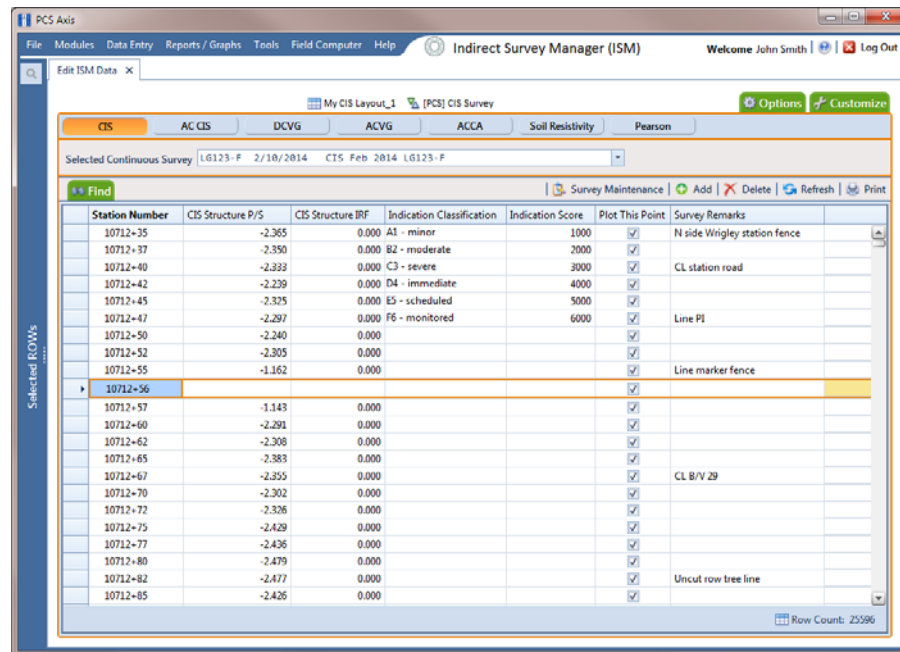 PCS Axis
File Modules Data Entry Reports / Graphs Tools Field Computer Help Indirect Survey Manager (ISM) Welcome John Smith Log Out
Edit ISM Data
My CIS Layout_1 [PCS] CIS Survey Options Customize
CIS AC CIS DCVG ACVG ACCA Soil Resistivity Pearson
Selected Continuous Survey LG123-F 2/10/2014 CIS Feb 2014 LG123-F
Find Survey Maintenance Add Delete Refresh Print
Station Number CIS Structure P/S CIS Structure IRF Indication Classification Indication Score Plot This Point Survey Remarks
10712+35 -2.365 0.000 A1 - minor 1000 N side Wrigley station fence
10712+37 -2.350 0.000 B2 - moderate 2000
10712+40 -2.333 0.000 C3 - severe 3000 CL station road
10712+42 -2.239 0.000 D4 - immediate 4000
10712+45 -2.325 0.000 E5 - scheduled 5000
10712+47 -2.297 0.000 F6 - monitored 6000 Line PI
10712+50 -2.240 0.000
10712+52 -2.305 0.000
10712+55 -1.162 0.000 Line marker fence
10712+56
10712+57 -1.143 0.000
10712+60 -2.291 0.000
10712+62 -2.308 0.000
10712+65 -2.383 0.000
10712+67 -2.355 0.000 CL B/V 29
10712+70 -2.302 0.000
10712+72 -2.326 0.000
10712+75 -2.429 0.000
10712+77 -2.436 0.000
10712+80 -2.479 0.000
10712+82 -2.477 0.000 Uncut row tree line
10712+85 -2.426 0.000
Row Count: 25596
Selected ROWs